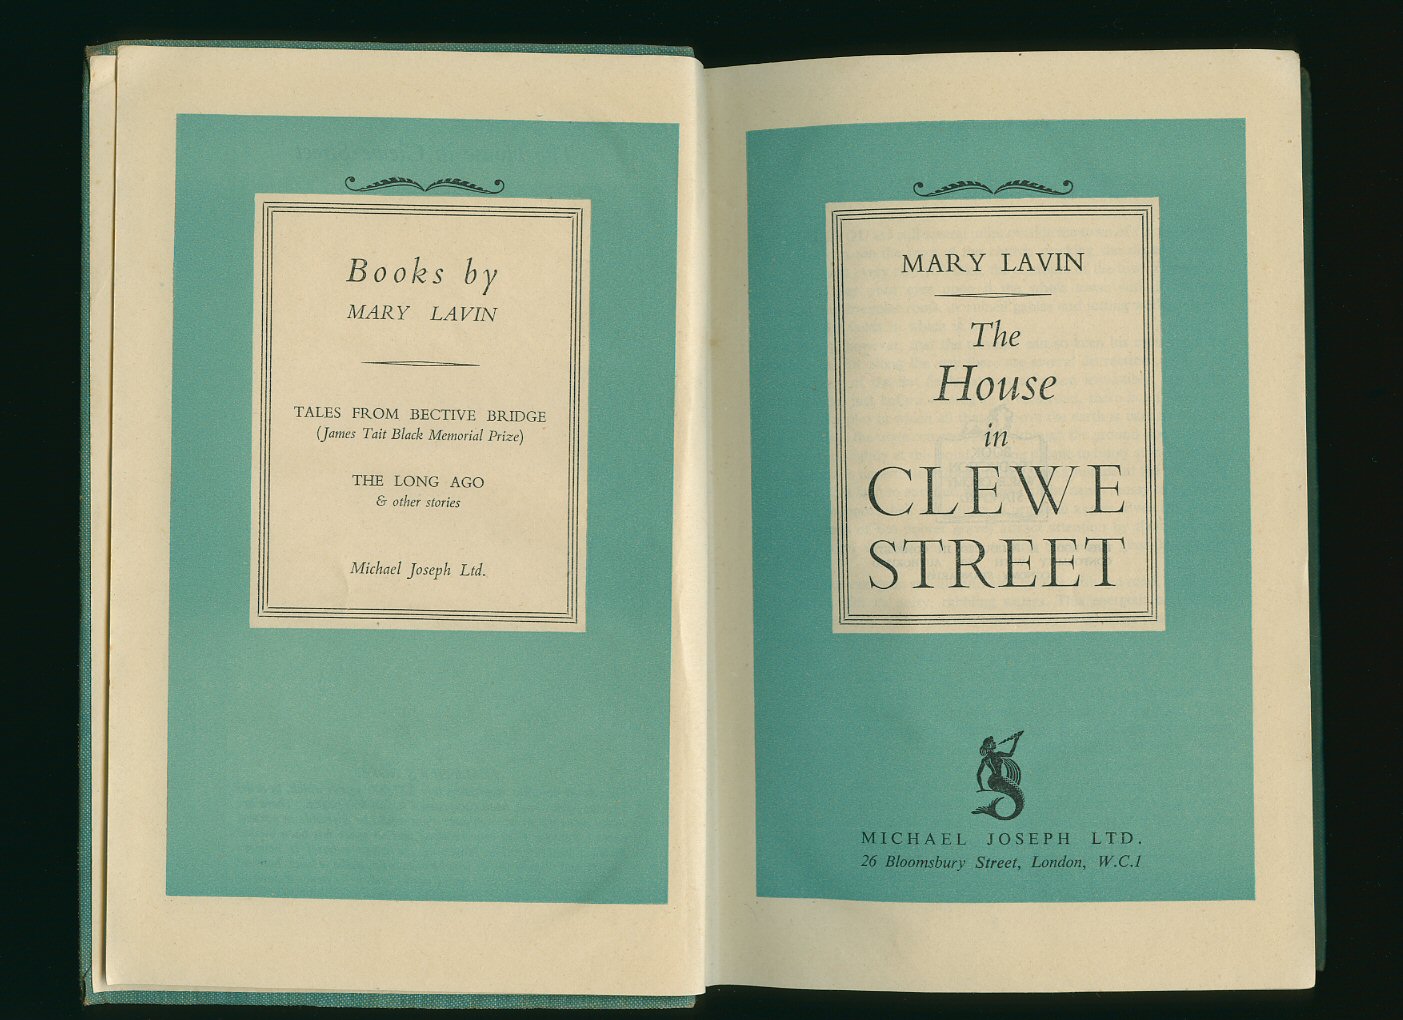 Books by
MARY LAVIN
TALES FROM BECTIVE BRIDGE
(James Tait Black Memorial Prize)
THE LONG AGO
& other stories
Michael Joseph Ltd.
MARY LAVIN
The
House
in
CLEWE
STREET
MICHAEL JOSEPH LTD.
26 Bloomsbury Street, London, W.C.1